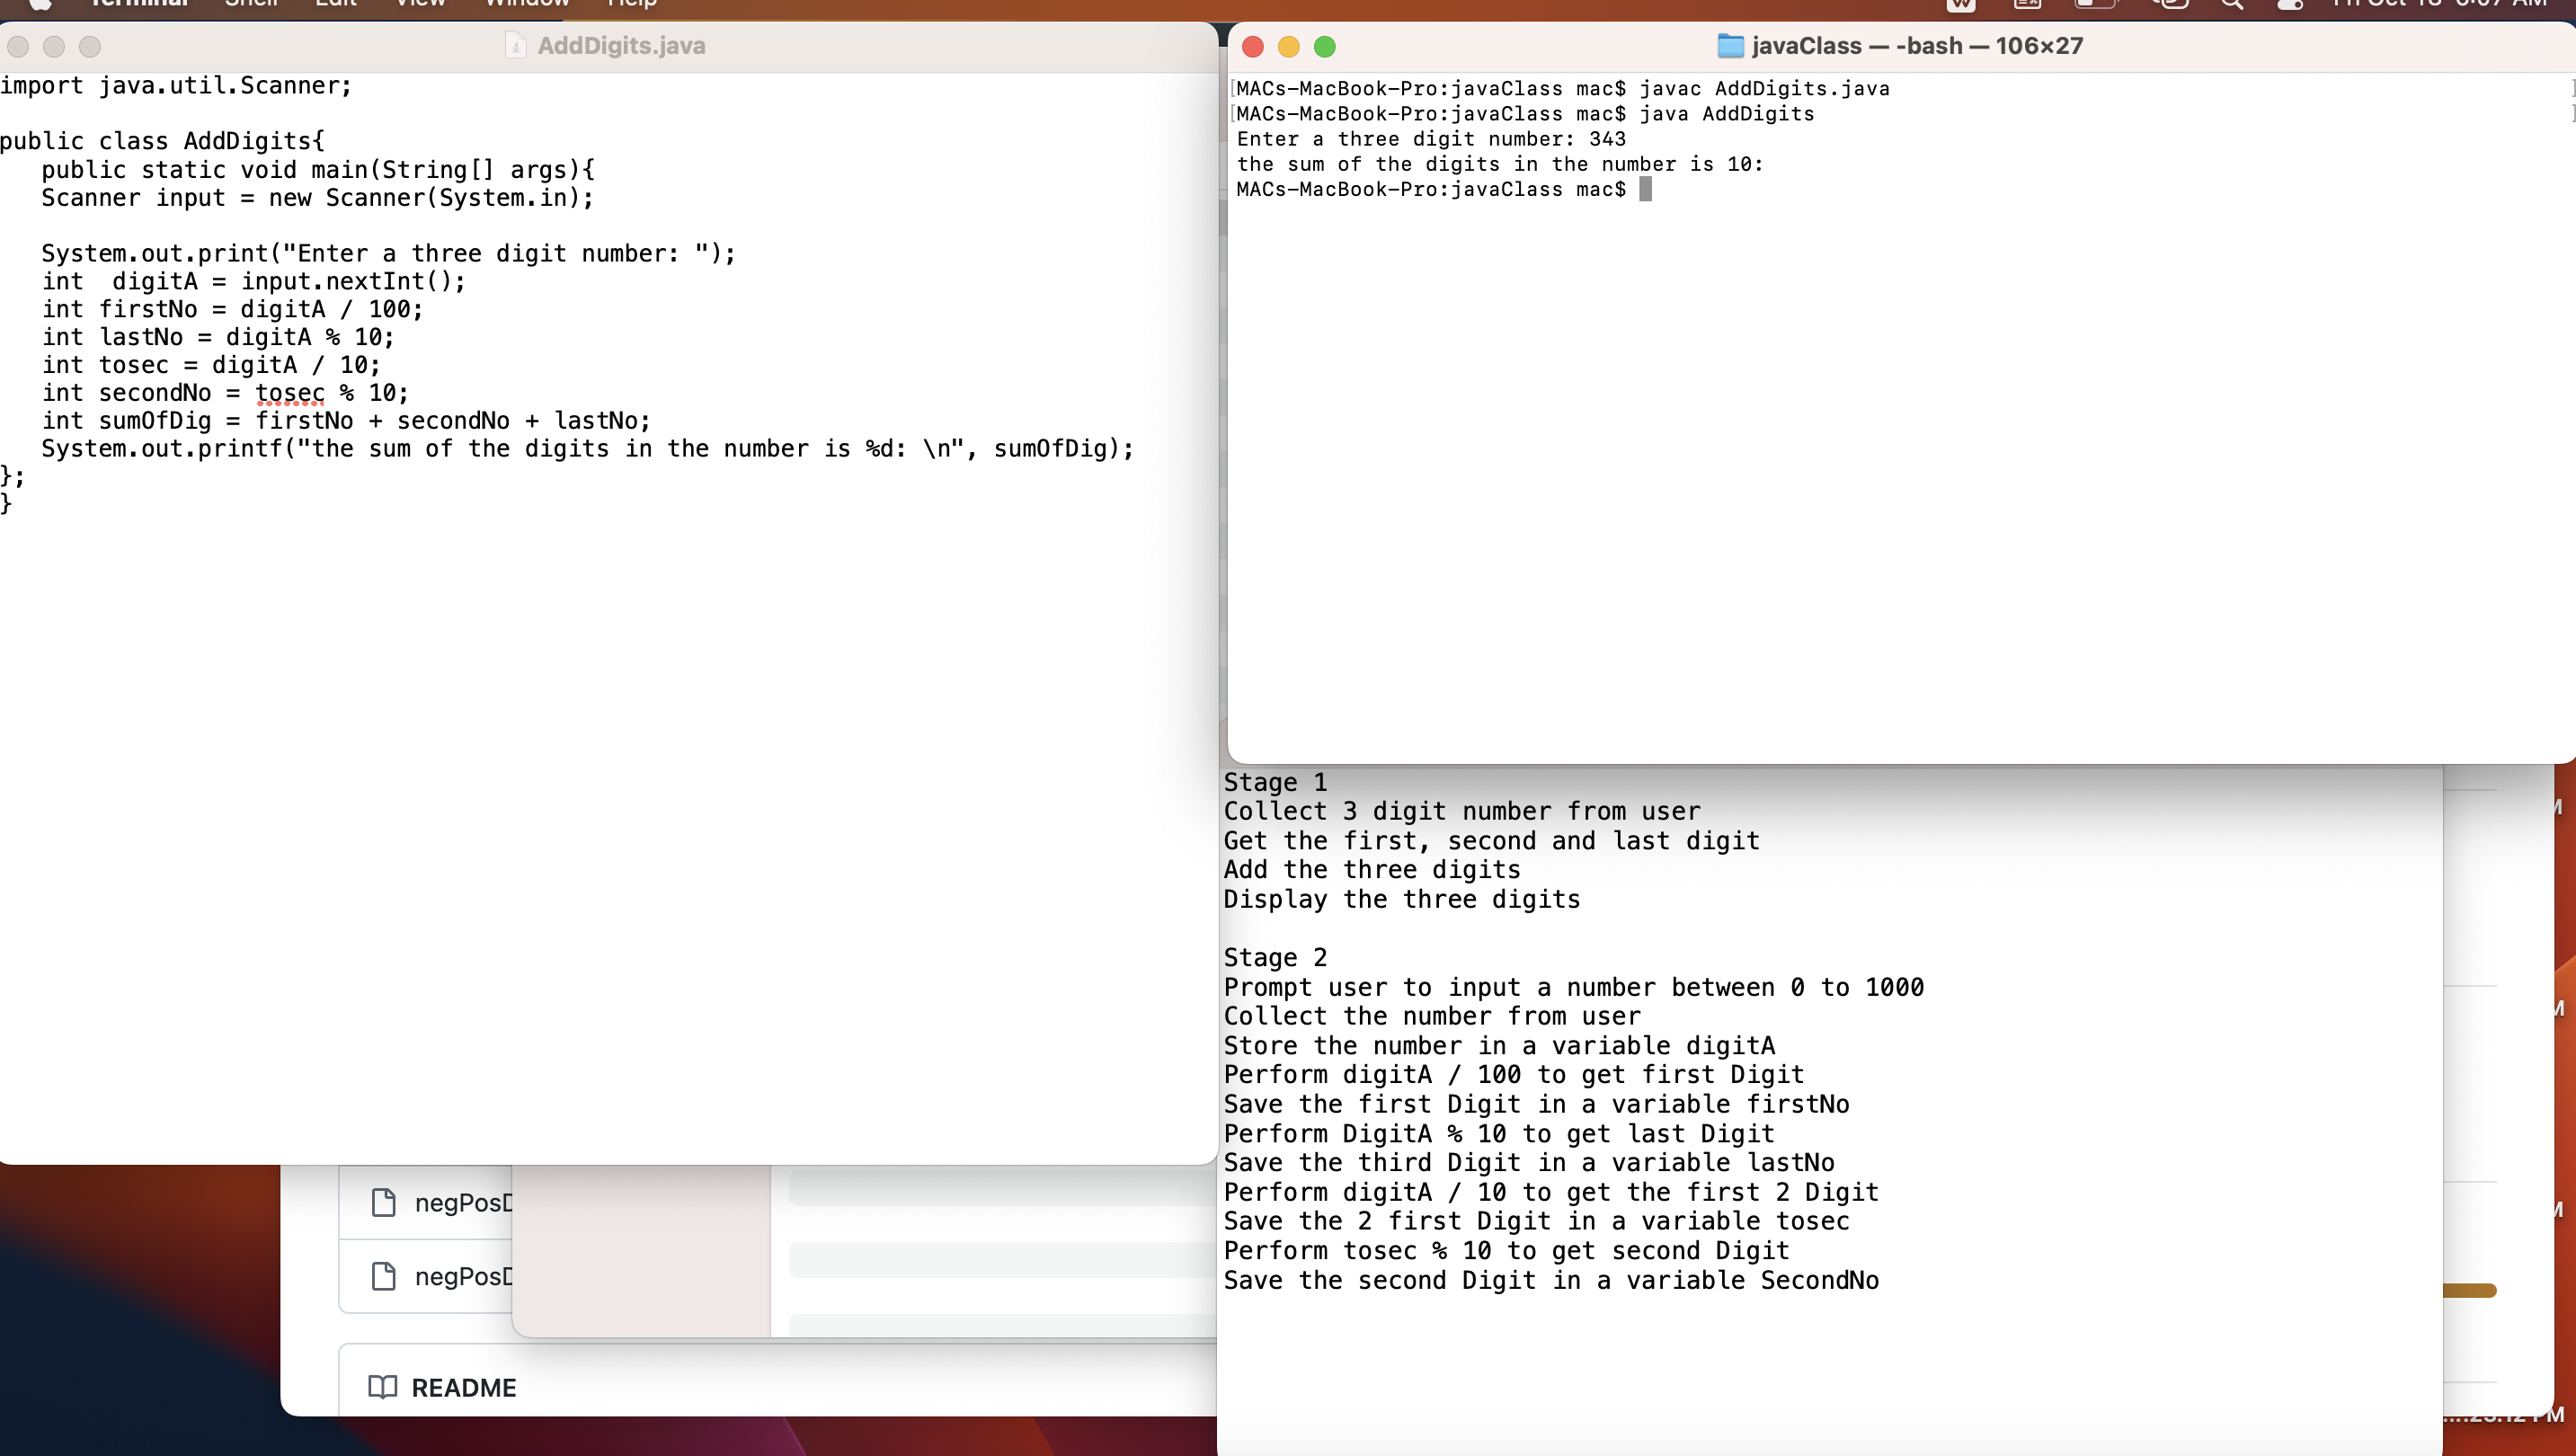 Terminal Shell Edit View Window Help
AddDigits.java
import java.util.Scanner;
public class AddDigits{
public static void main(String[] args){
Scanner input = new Scanner(System.in);
System.out.print("Enter a three digit number: ");
int  digitA = input.nextInt();
int firstNo = digitA / 100;
int lastNo = digitA % 10;
int tosec = digitA / 10;
int secondNo = tosec % 10;
int sumOfDig = firstNo + secondNo + lastNo;
System.out.printf("the sum of the digits in the number is %d: \n", sumOfDig);
};
}
javaClass — -bash — 106×27
[MACs-MacBook-Pro:javaClass mac$ javac AddDigits.java ]
[MACs-MacBook-Pro:javaClass mac$ java AddDigits ]
Enter a three digit number: 343
the sum of the digits in the number is 10:
MACs-MacBook-Pro:javaClass mac$
Stage 1
Collect 3 digit number from user
Get the first, second and last digit
Add the three digits
Display the three digits
Stage 2
Prompt user to input a number between 0 to 1000
Collect the number from user
Store the number in a variable digitA
Perform digitA / 100 to get first Digit
Save the first Digit in a variable firstNo
Perform DigitA % 10 to get last Digit
Save the third Digit in a variable lastNo
Perform digitA / 10 to get the first 2 Digit
Save the 2 first Digit in a variable tosec
Perform tosec % 10 to get second Digit
Save the second Digit in a variable SecondNo
negPosD
negPosD
README